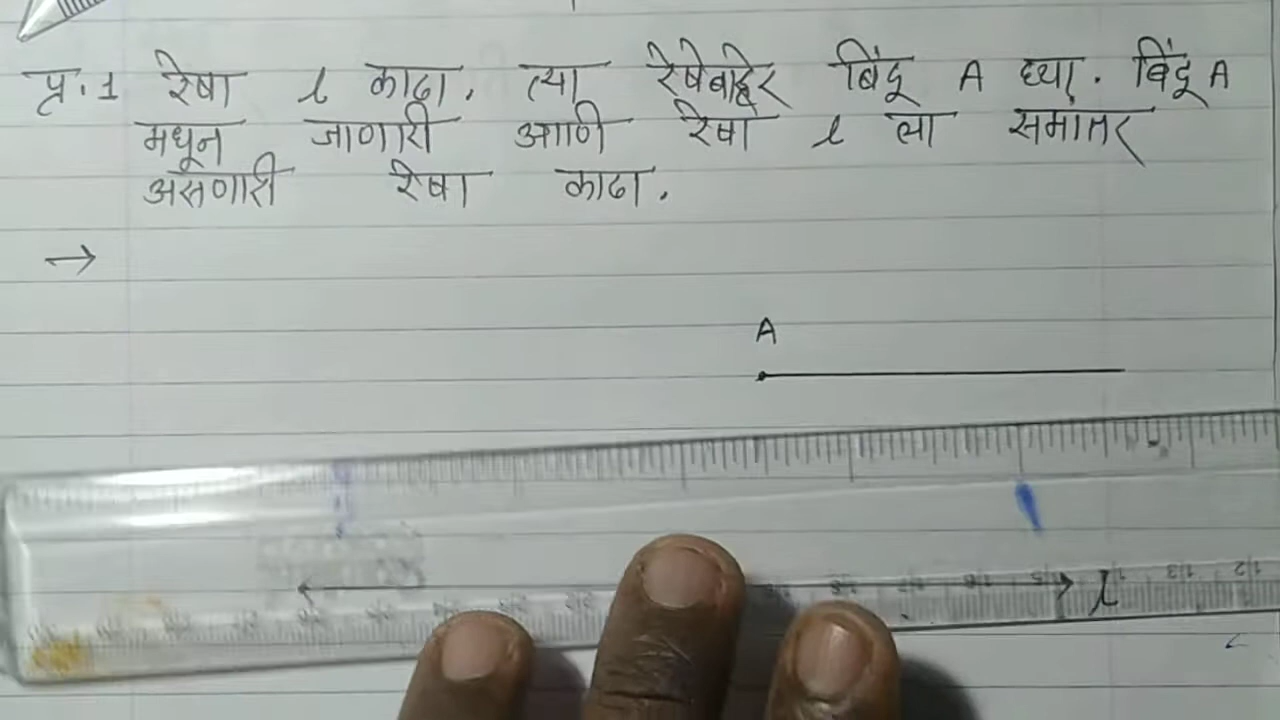 प्र.1 रेषा l काढा. त्या रेषेबाहेर बिंदू A घ्या. बिंदू A
मधून जाणारी आणि रेषा l ला समांतर
असणारी रेषा काढा.
→
A
l